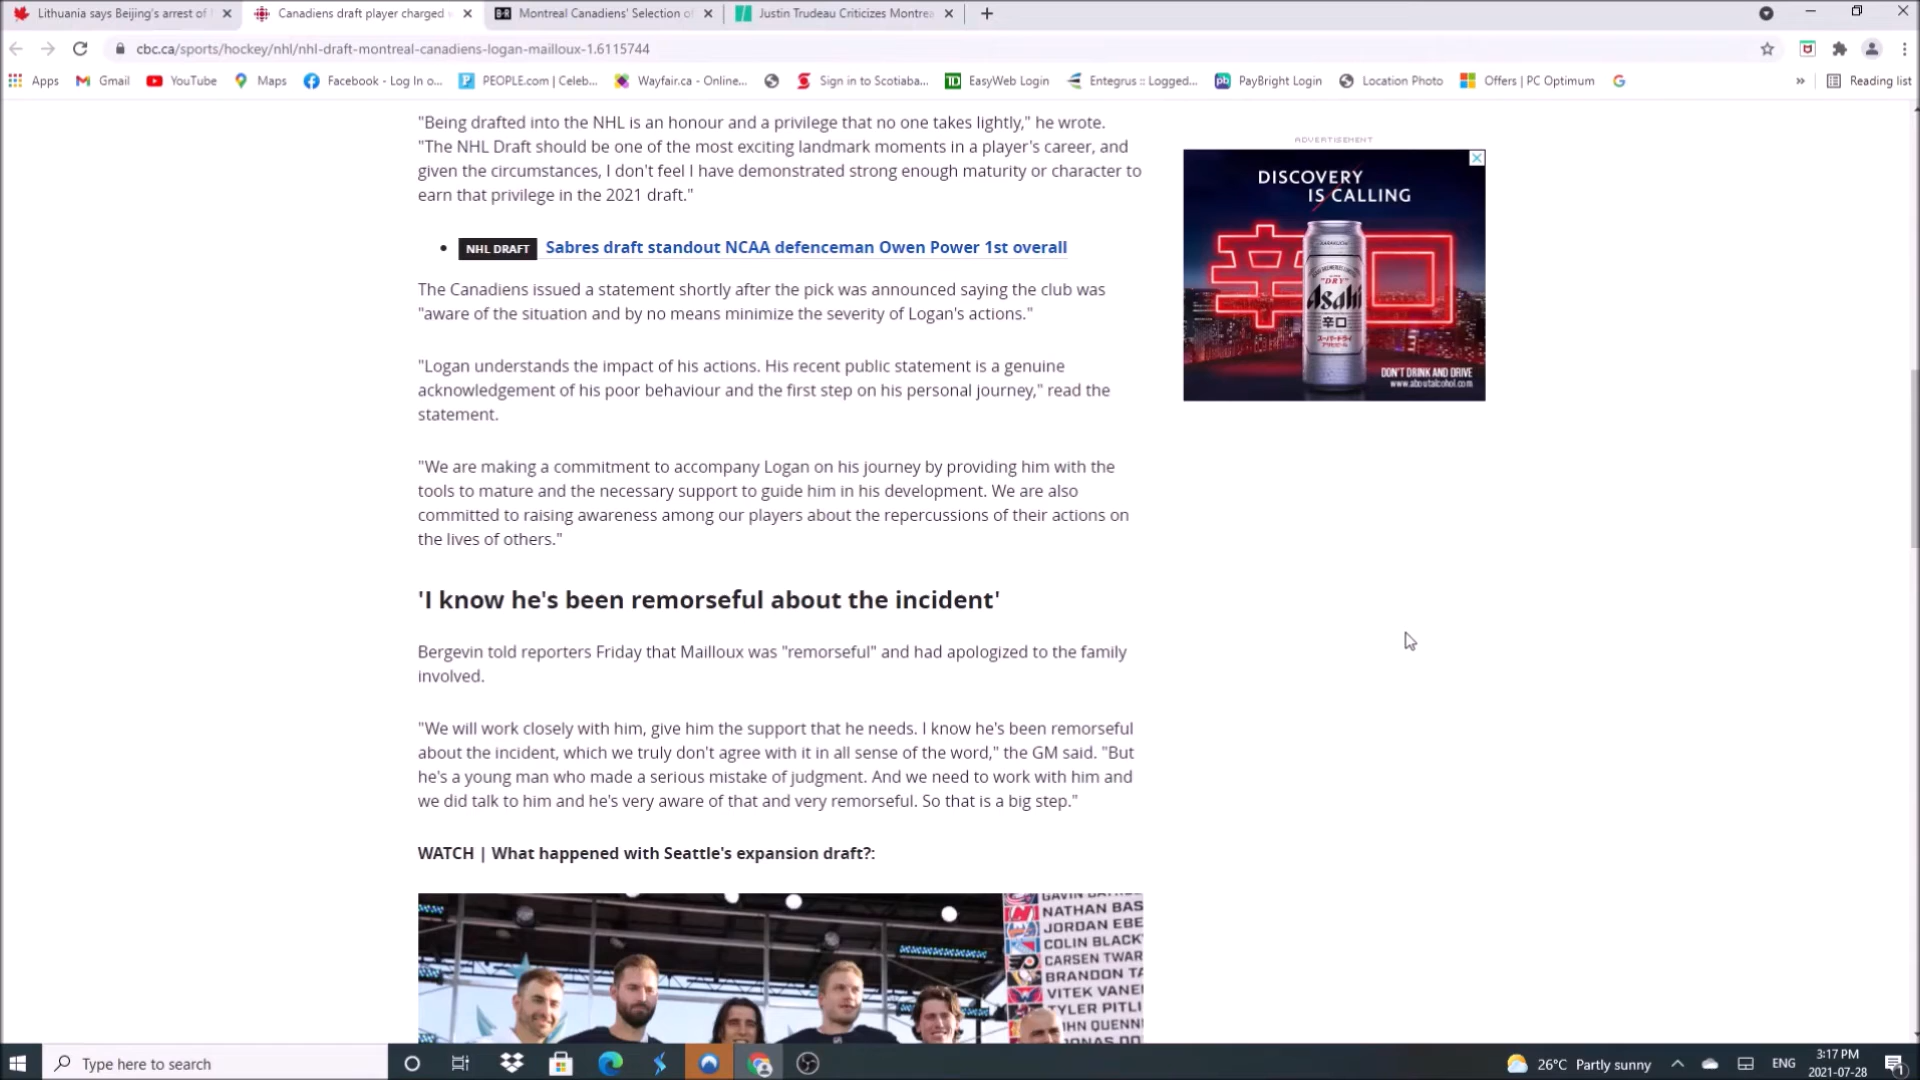 Lithuania says Beijing's arrest of
Canadiens draft player charged
B·R Montreal Canadiens' Selection o
Justin Trudeau Criticizes Montrea
cbc.ca/sports/hockey/nhl/nhl-draft-montreal-canadiens-logan-mailloux-1.6115744
Apps Gmail YouTube Maps Facebook - Log In o... PEOPLE.com | Celeb... Wayfair.ca - Online... Sign in to Scotiaba... TD EasyWeb Login Entegrus :: Logged... pb PayBright Login Location Photo Offers | PC Optimum » Reading list
"Being drafted into the NHL is an honour and a privilege that no one takes lightly," he wrote.
"The NHL Draft should be one of the most exciting landmark moments in a player's career, and
given the circumstances, I don't feel I have demonstrated strong enough maturity or character to
earn that privilege in the 2021 draft."
• NHL DRAFT Sabres draft standout NCAA defenceman Owen Power 1st overall
The Canadiens issued a statement shortly after the pick was announced saying the club was
"aware of the situation and by no means minimize the severity of Logan's actions."
"Logan understands the impact of his actions. His recent public statement is a genuine
acknowledgement of his poor behaviour and the first step on his personal journey," read the
statement.
"We are making a commitment to accompany Logan on his journey by providing him with the
tools to mature and the necessary support to guide him in his development. We are also
committed to raising awareness among our players about the repercussions of their actions on
the lives of others."
'I know he's been remorseful about the incident'
Bergevin told reporters Friday that Mailloux was "remorseful" and had apologized to the family
involved.
"We will work closely with him, give him the support that he needs. I know he's been remorseful
about the incident, which we truly don't agree with it in all sense of the word," the GM said. "But
he's a young man who made a serious mistake of judgment. And we need to work with him and
we did talk to him and he's very aware of that and very remorseful. So that is a big step."
WATCH | What happened with Seattle's expansion draft?:
NATHAN BAS
JORDAN EBE
COLIN BLACK
CARSEN TWAR
BRANDON TA
VITEK VANE
TYLER PITLI
HN QUENN
ADVERTISEMENT
DISCOVERY
IS CALLING
辛口
"DRY"
Asahi
辛口
DON'T DRINK AND DRIVE
www.aboutalcohol.com
Type here to search
26°C Partly sunny
ENG
3:17 PM
2021-07-28
1